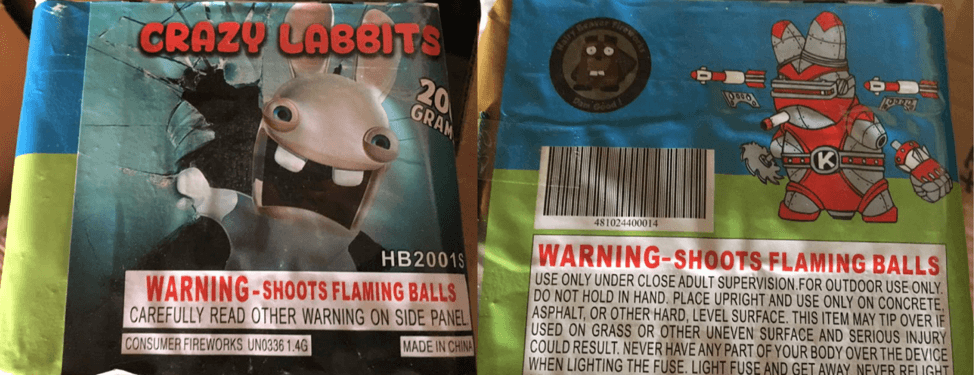 CRAZY LABBITS
200
GRAM
HB2001S
WARNING-SHOOTS FLAMING BALLS
CAREFULLY READ OTHER WARNING ON SIDE PANEL
CONSUMER FIREWORKS UN0336 1.4G
MADE IN CHINA
K
481024400014
WARNING-SHOOTS FLAMING BALLS
USE ONLY UNDER CLOSE ADULT SUPERVISION.FOR OUTDOOR USE ONLY.
DO NOT HOLD IN HAND. PLACE UPRIGHT AND USE ONLY ON CONCRETE,
ASPHALT, OR OTHER HARD, LEVEL SURFACE. THIS ITEM MAY TIP OVER IF
USED ON GRASS OR OTHER UNEVEN SURFACE AND SERIOUS INJURY
COULD RESULT. NEVER HAVE ANY PART OF YOUR BODY OVER THE DEVICE
WHEN LIGHTING THE FUSE. LIGHT FUSE AND GET AWAY. NEVER RELIGHT